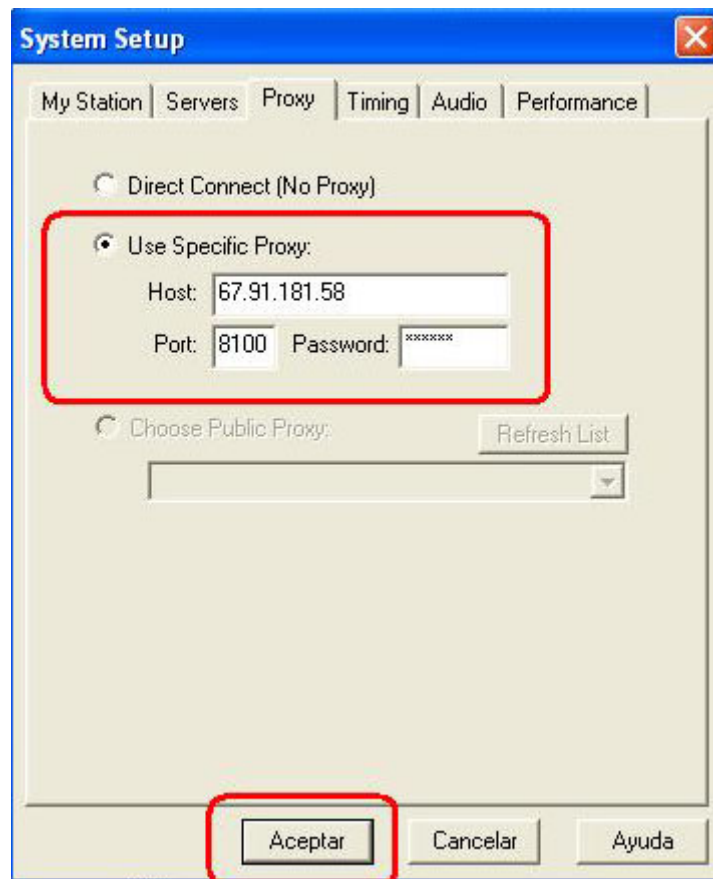 System Setup
My Station Servers Proxy Timing Audio Performance
Direct Connect (No Proxy)
Use Specific Proxy:
Host: 67.91.181.58
Port: 8100 Password: ××××××
Choose Public Proxy:
Refresh List
Aceptar Cancelar Ayuda